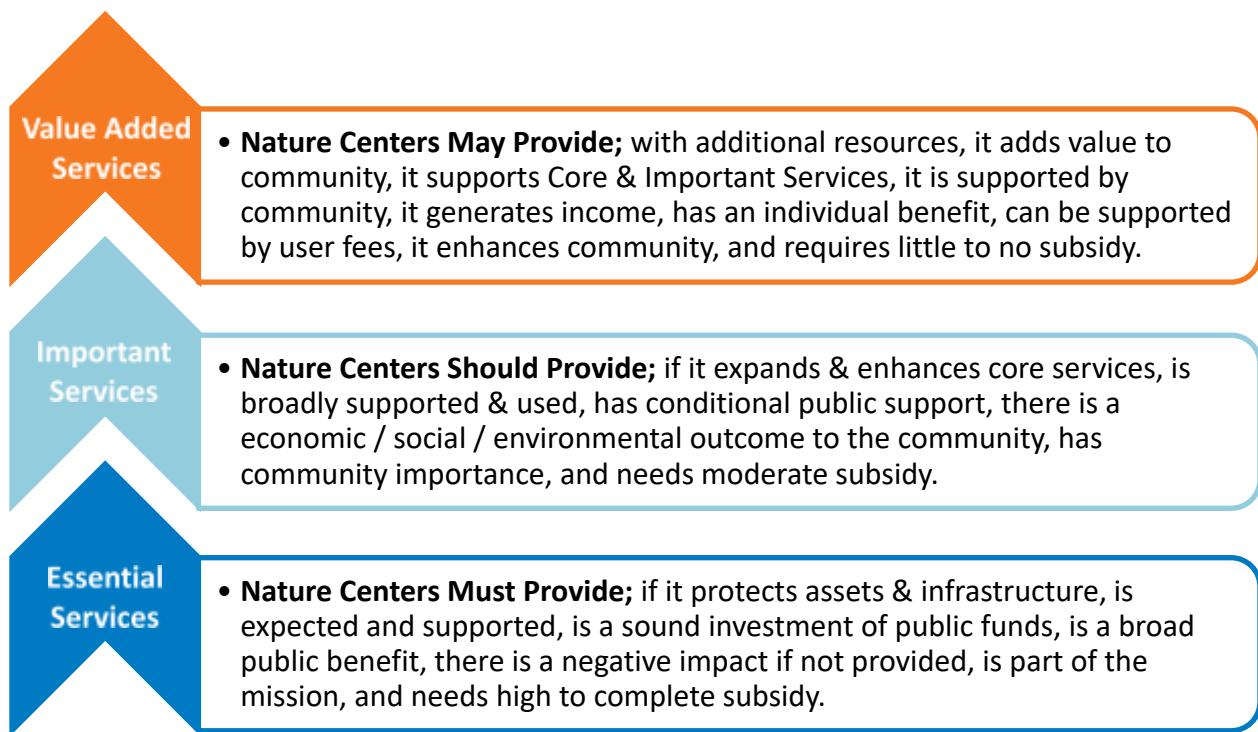 Value Added
Services
• Nature Centers May Provide; with additional resources, it adds value to
community, it supports Core & Important Services, it is supported by
community, it generates income, has an individual benefit, can be supported
by user fees, it enhances community, and requires little to no subsidy.
Important
Services
• Nature Centers Should Provide; if it expands & enhances core services, is
broadly supported & used, has conditional public support, there is a
economic / social / environmental outcome to the community, has
community importance, and needs moderate subsidy.
Essential
Services
• Nature Centers Must Provide; if it protects assets & infrastructure, is
expected and supported, is a sound investment of public funds, is a broad
public benefit, there is a negative impact if not provided, is part of the
mission, and needs high to complete subsidy.